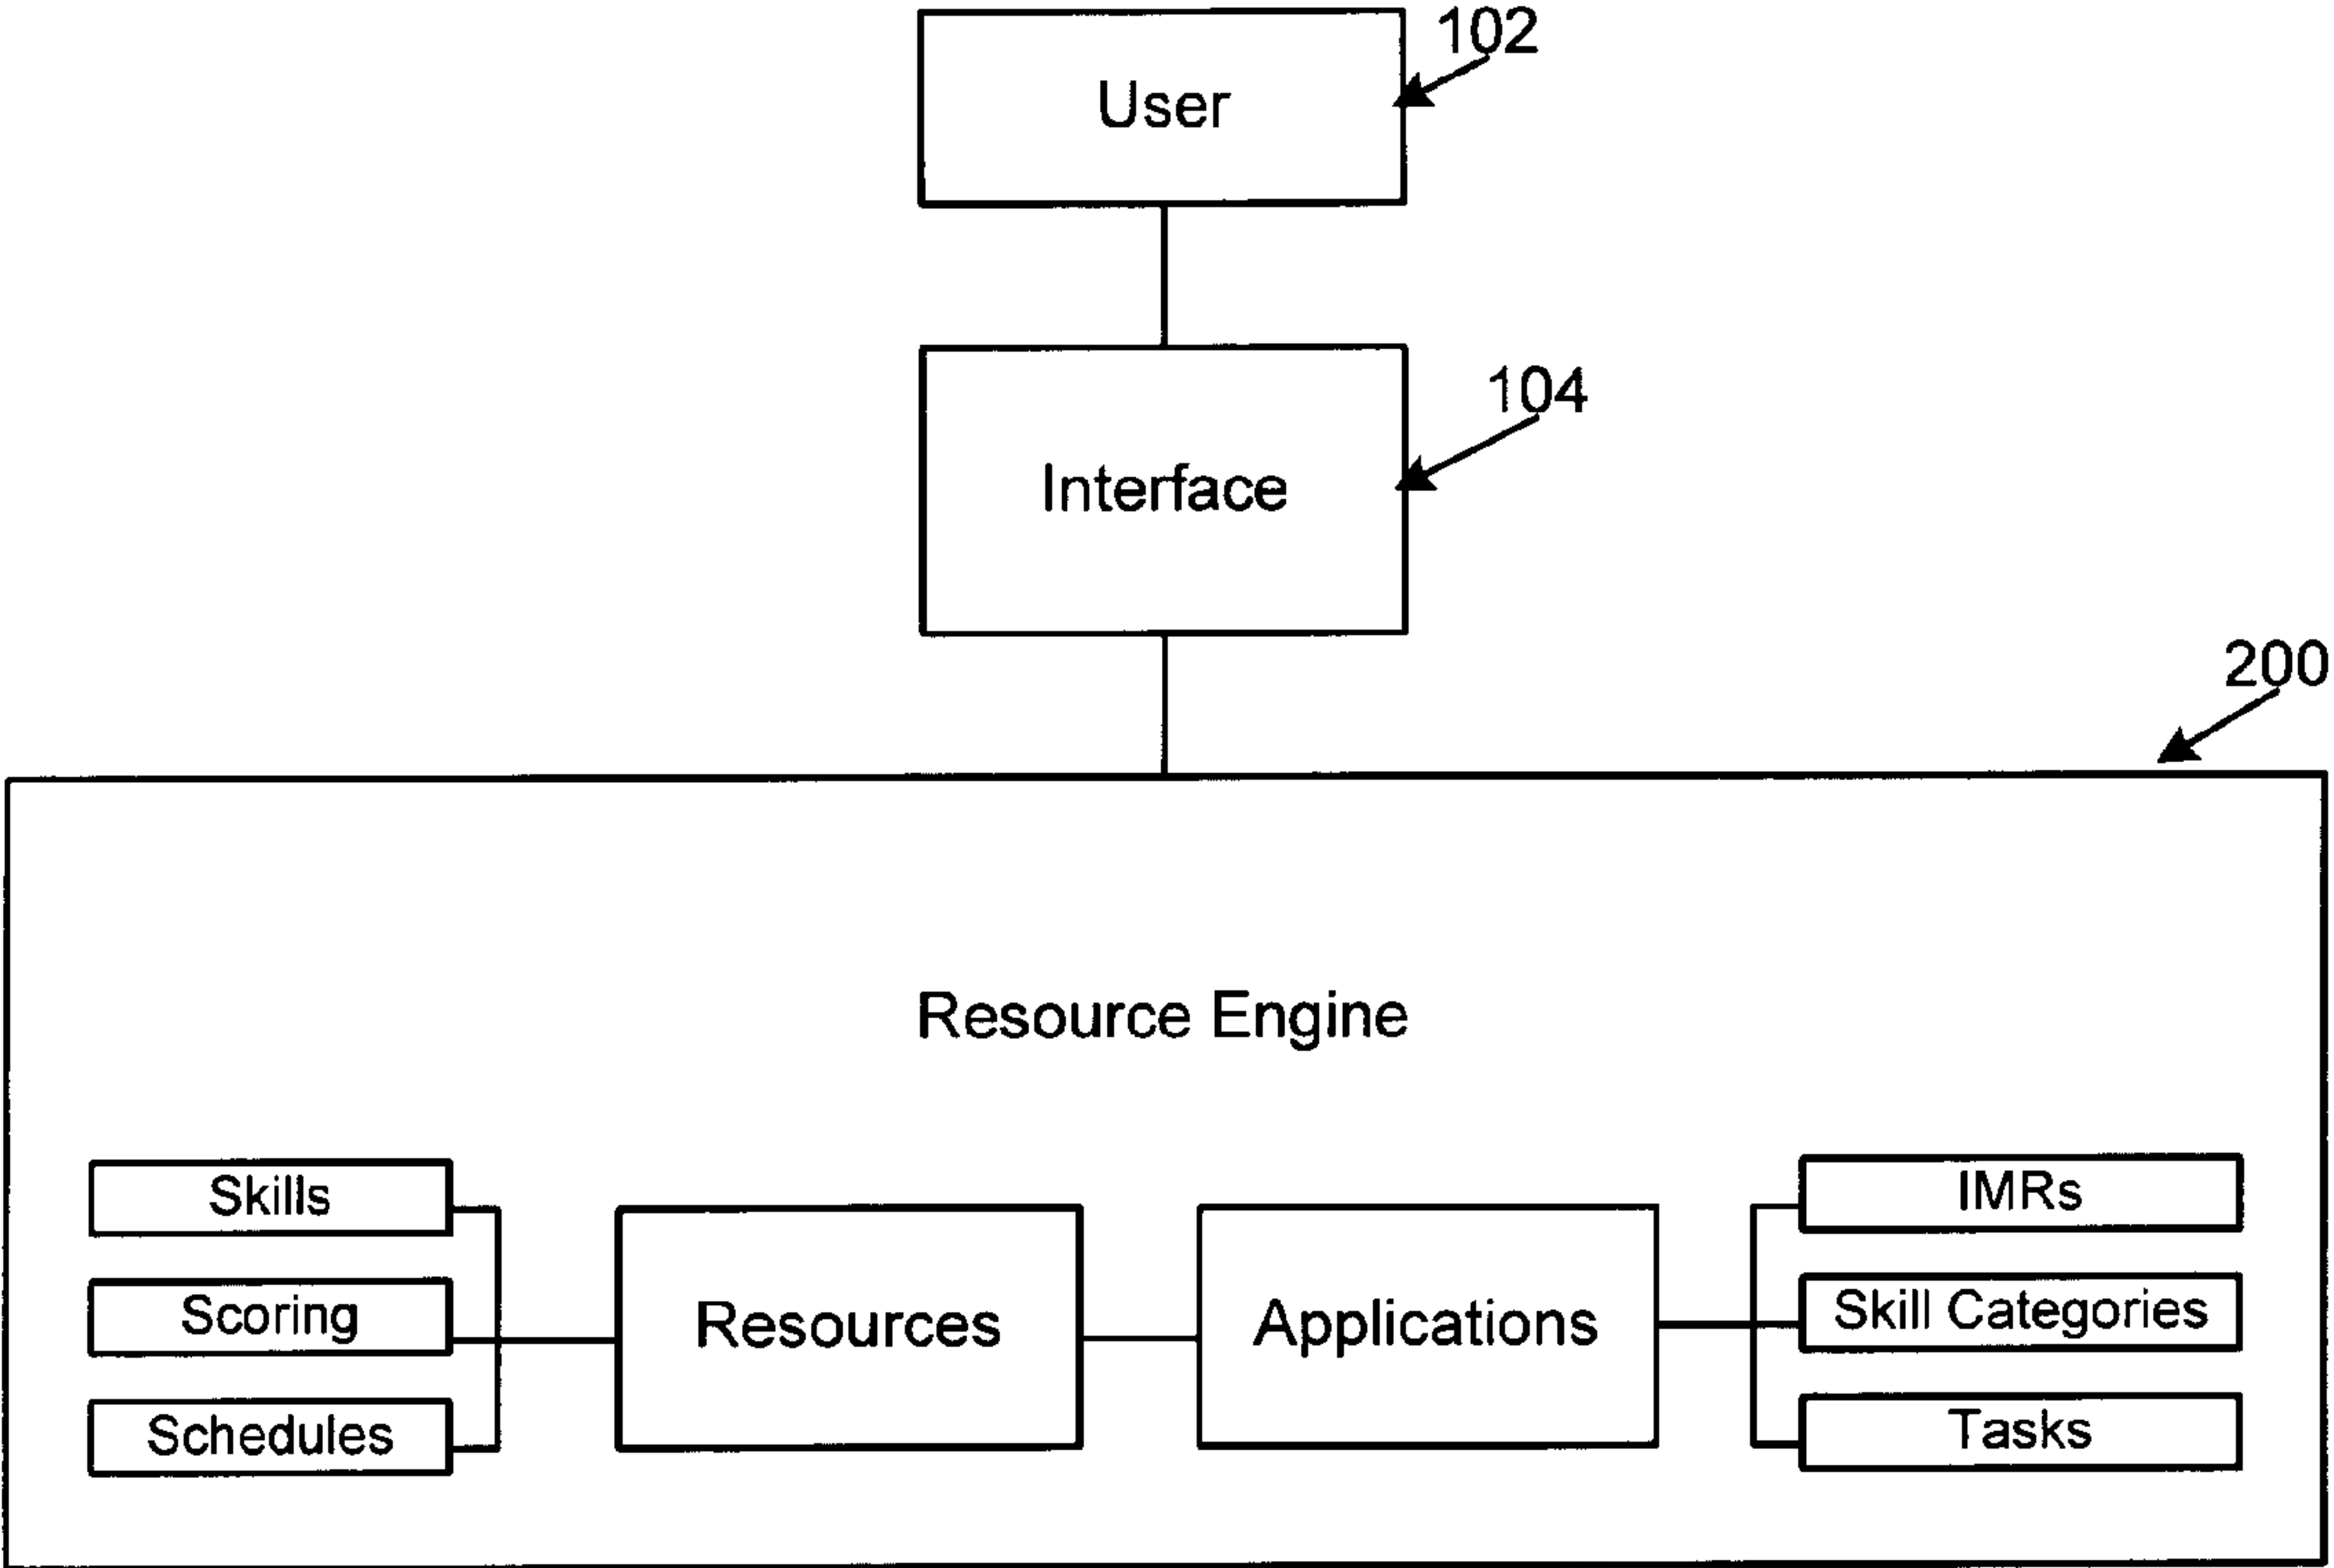 102
User
104
Interface
200
Resource Engine
Skills
Scoring
Schedules
Resources
Applications
IMRs
Skill Categories
Tasks